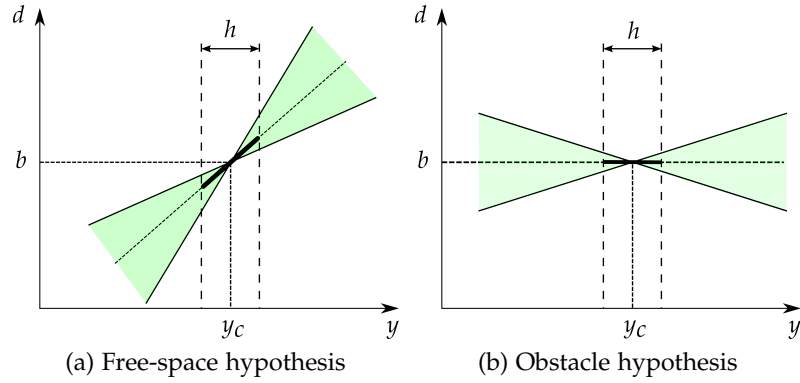 d
h
b
y_c
y
(a) Free-space hypothesis
d
h
b
y_c
y
(b) Obstacle hypothesis